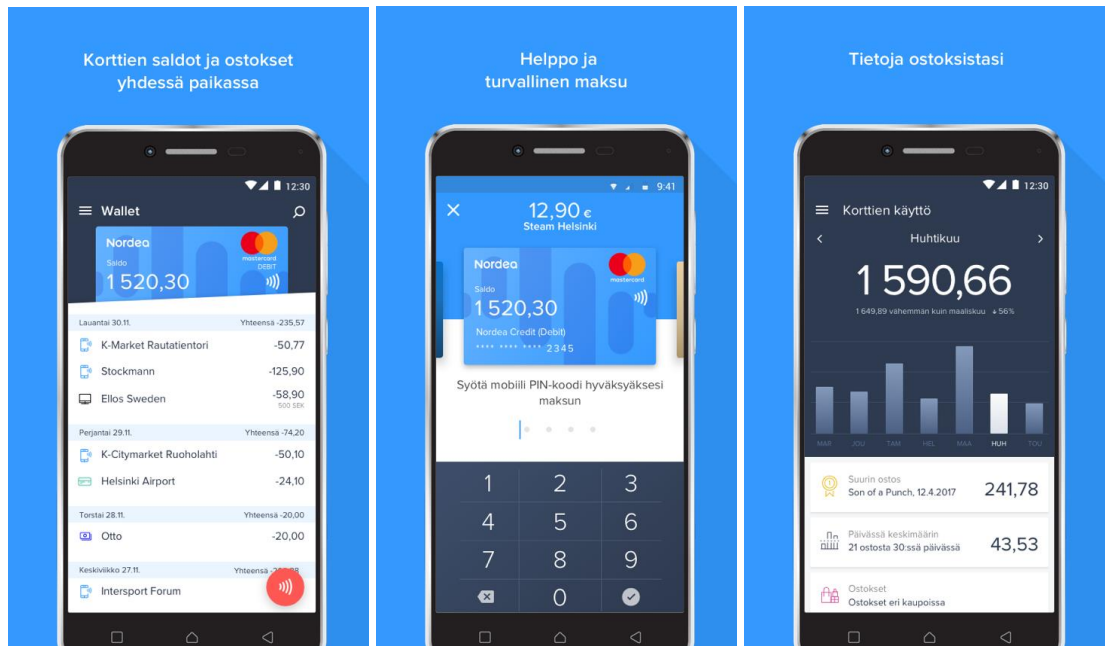 Korttien saldot ja ostokset
yhdessä paikassa
12:30
Wallet
Nordea
Saldo
1 520,30
mastercard
DEBIT
Lauantai 30.11. Yhteensä -235,57
K-Market Rautatientori -50,77
Stockmann -125,90
Ellos Sweden -58,90
500 SEK
Perjantai 29.11. Yhteensä -74,20
K-Citymarket Ruoholahti -50,10
Helsinki Airport -24,10
Torstai 28.11. Yhteensä -20,00
Otto -20,00
Keskiviikko 27.11. Yhteensä
Intersport Forum
Helppo ja
turvallinen maksu
9:41
12,90 €
Steam Helsinki
Nordea
Saldo
1 520,30
mastercard
Nordea Credit (Debit)
**** **** **** 2345
Syötä mobiili PIN-koodi hyväksyäksesi
maksun
1 2 3
4 5 6
7 8 9
0
Tietoja ostoksistasi
12:30
Korttien käyttö
Huhtikuu
1 590,66
1 649,89 vähemmän kuin maaliskuu 56%
MAR JOU TAM HEL MAA HUH TOU
Suurin ostos
Son of a Punch, 12.4.2017 241,78
Päivässä keskimäärin
21 ostosta 30:ssä päivässä 43,53
Ostokset
Ostokset eri kaupoissa